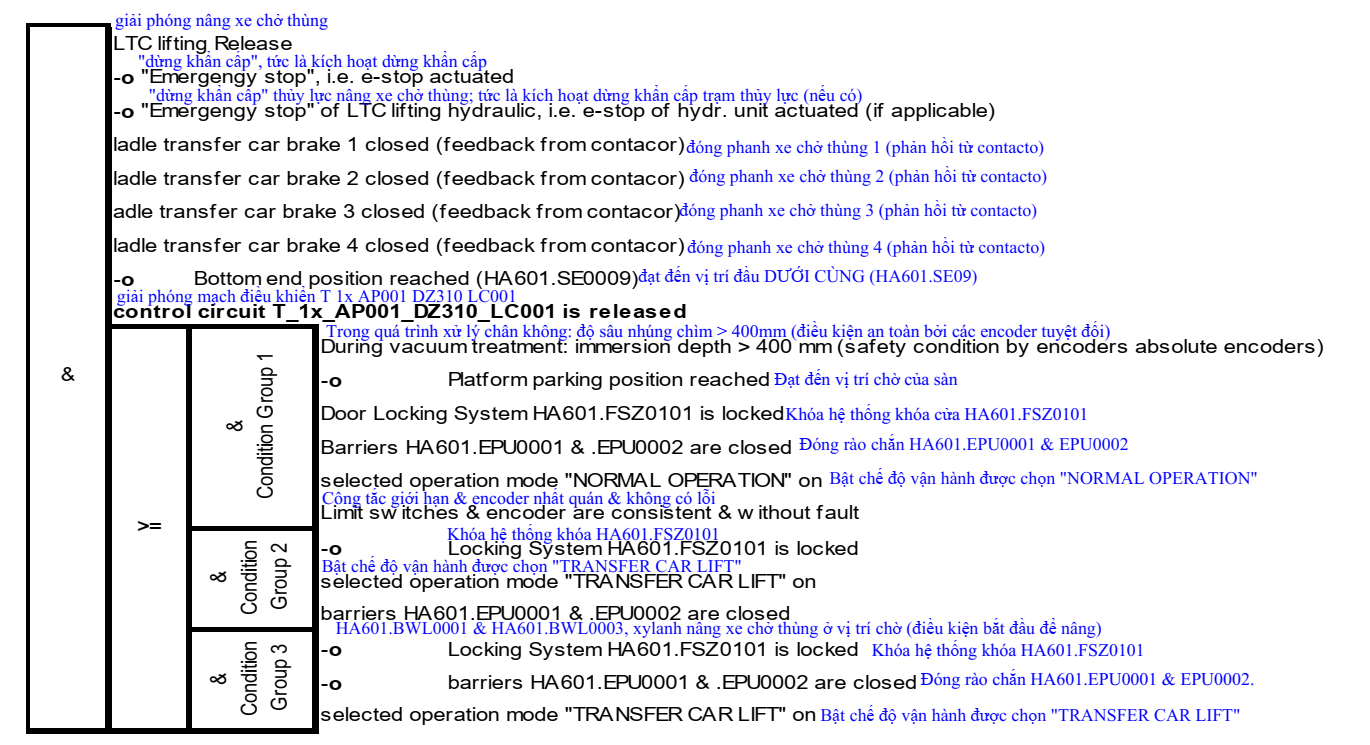 giải phóng nâng xe chở thùng
LTC lifting Release
"dừng khẩn cấp", tức là kích hoạt dừng khẩn cấp
-o "Emergengy stop", i.e. e-stop actuated
"dừng khẩn cấp" thủy lực nâng xe chở thùng; tức là kích hoạt dừng khẩn cấp trạm thủy lực (nếu có)
-o "Emergengy stop" of LTC lifting hydraulic, i.e. e-stop of hydr. unit actuated (if applicable)
ladle transfer car brake 1 closed (feedback from contacor) đóng phanh xe chở thùng 1 (phản hồi từ contacto)
ladle transfer car brake 2 closed (feedback from contacor) đóng phanh xe chở thùng 2 (phản hồi từ contacto)
adle transfer car brake 3 closed (feedback from contacor) đóng phanh xe chở thùng 3 (phản hồi từ contacto)
ladle transfer car brake 4 closed (feedback from contacor) đóng phanh xe chở thùng 4 (phản hồi từ contacto)
-o Bottom end position reached (HA601.SE0009) đạt đến vị trí đầu DƯỚI CÙNG (HA601.SE09)
giải phóng mạch điều khiển T 1x AP001 DZ310 LC001
control circuit T_1x_AP001_DZ310_LC001 is released
&
>=
&
Condition Group 1
Trong quá trình xử lý chân không: độ sâu nhúng chìm > 400mm (điều kiện an toàn bởi các encoder tuyệt đối)
During vacuum treatment: immersion depth > 400 mm (safety condition by encoders absolute encoders)
-o Platform parking position reached Đạt đến vị trí chờ của sàn
Door Locking System HA601.FSZ0101 is locked Khóa hệ thống khóa cửa HA601.FSZ0101
Barriers HA601.EPU0001 & .EPU0002 are closed Đóng rào chắn HA601.EPU0001 & EPU0002
selected operation mode "NORMAL OPERATION" on Bật chế độ vận hành được chọn "NORMAL OPERATION"
Công tắc giới hạn & encoder nhất quán & không có lỗi
Limit switches & encoder are consistent & without fault
&
Condition
Group 2
Khóa hệ thống khóa HA601.FSZ0101
-o Locking System HA601.FSZ0101 is locked
Bật chế độ vận hành được chọn "TRANSFER CAR LIFT"
selected operation mode "TRANSFER CAR LIFT" on
barriers HA601.EPU0001 & .EPU0002 are closed
&
Condition
Group 3
HA601.BWL0001 & HA601.BWL0003, xylanh nâng xe chở thùng ở vị trí chờ (điều kiện bắt đầu để nâng)
-o Locking System HA601.FSZ0101 is locked Khóa hệ thống khóa HA601.FSZ0101
-o barriers HA601.EPU0001 & .EPU0002 are closed Đóng rào chắn HA601.EPU0001 & EPU0002.
selected operation mode "TRANSFER CAR LIFT" on Bật chế độ vận hành được chọn "TRANSFER CAR LIFT"